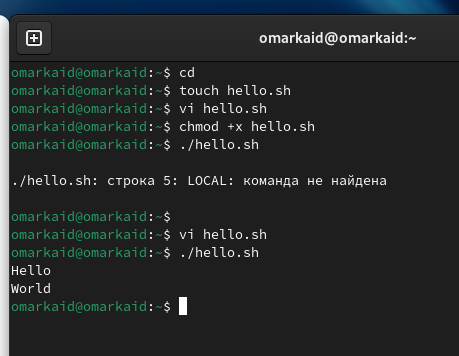 omarkaid@omarkaid:~
omarkaid@omarkaid:~$ cd
omarkaid@omarkaid:~$ touch hello.sh
omarkaid@omarkaid:~$ vi hello.sh
omarkaid@omarkaid:~$ chmod +x hello.sh
omarkaid@omarkaid:~$ ./hello.sh
./hello.sh: строка 5: LOCAL: команда не найдена
omarkaid@omarkaid:~$
omarkaid@omarkaid:~$ vi hello.sh
omarkaid@omarkaid:~$ ./hello.sh
Hello
World
omarkaid@omarkaid:~$